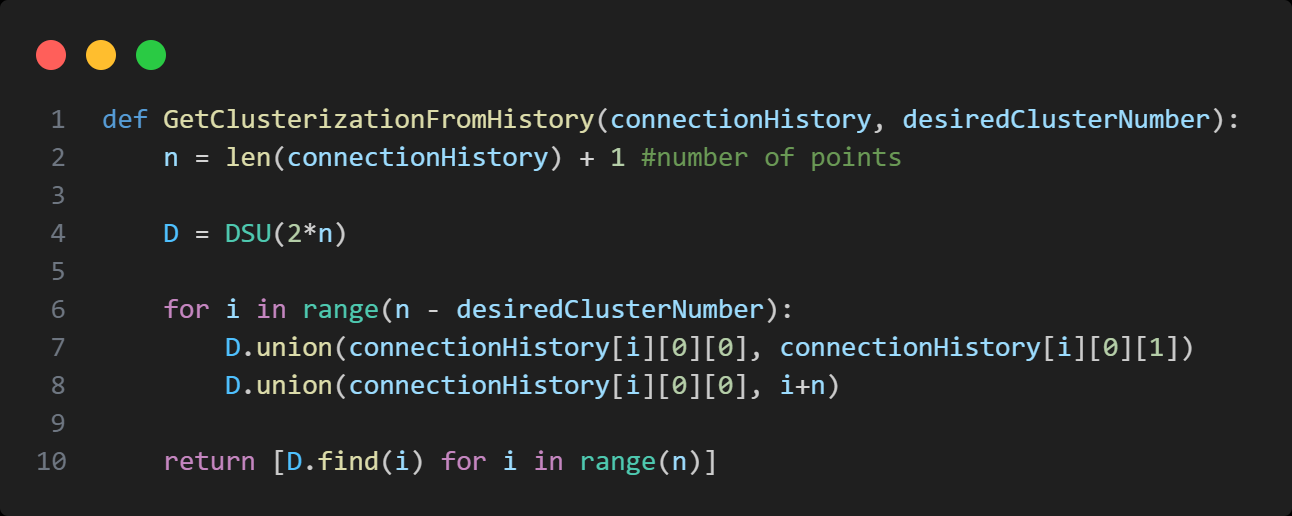 1 def GetClusterizationFromHistory(connectionHistory, desiredClusterNumber):
2     n = len(connectionHistory) + 1 #number of points
3
4     D = DSU(2*n)
5
6     for i in range(n - desiredClusterNumber):
7         D.union(connectionHistory[i][0][0], connectionHistory[i][0][1])
8         D.union(connectionHistory[i][0][0], i+n)
9
10     return [D.find(i) for i in range(n)]